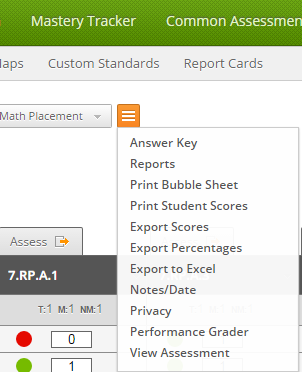 Mastery Tracker Common Assessmen
Custom Standards Report Cards
Math Placement
Answer Key
Reports
Print Bubble Sheet
Print Student Scores
Export Scores
Export Percentages
Assess
Export to Excel
7.RP.A.1
Notes/Date
T:1 M:1 NM:1
Privacy
Performance Grader
0
View Assessment
1